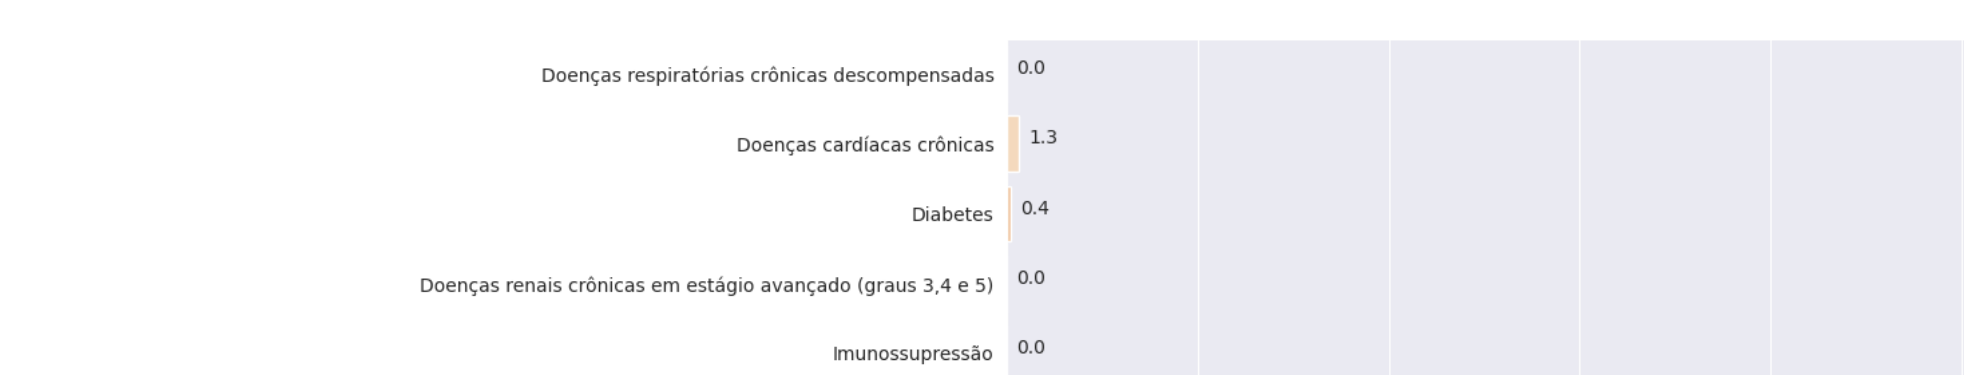 Doenças respiratórias crônicas descompensadas 0.0
Doenças cardíacas crônicas 1.3
Diabetes 0.4
Doenças renais crônicas em estágio avançado (graus 3,4 e 5) 0.0
Imunossupressão 0.0